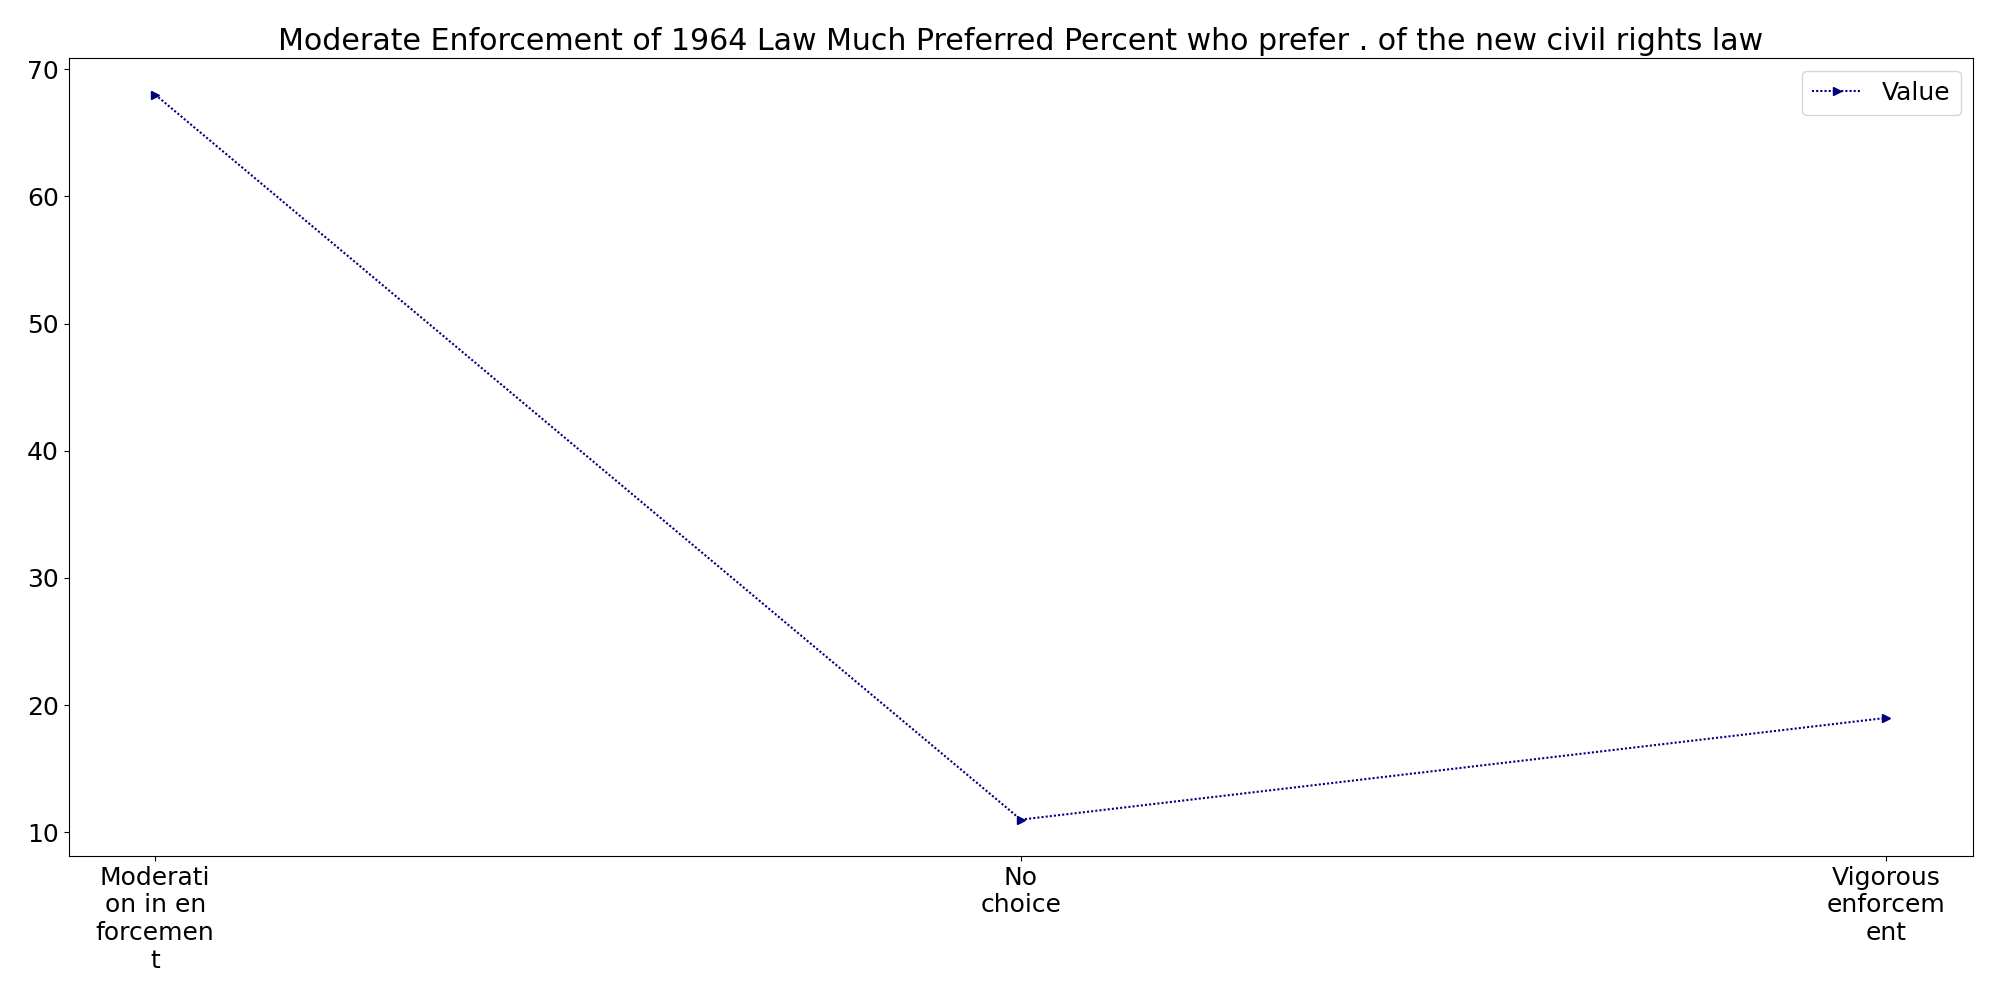 Moderate Enforcement of 1964 Law Much Preferred Percent who prefer . of the new civil rights law
70
60
50
40
30
20
10
Value
Moderati
on in en
forcemen
t
No
choice
Vigorous
enforcem
ent